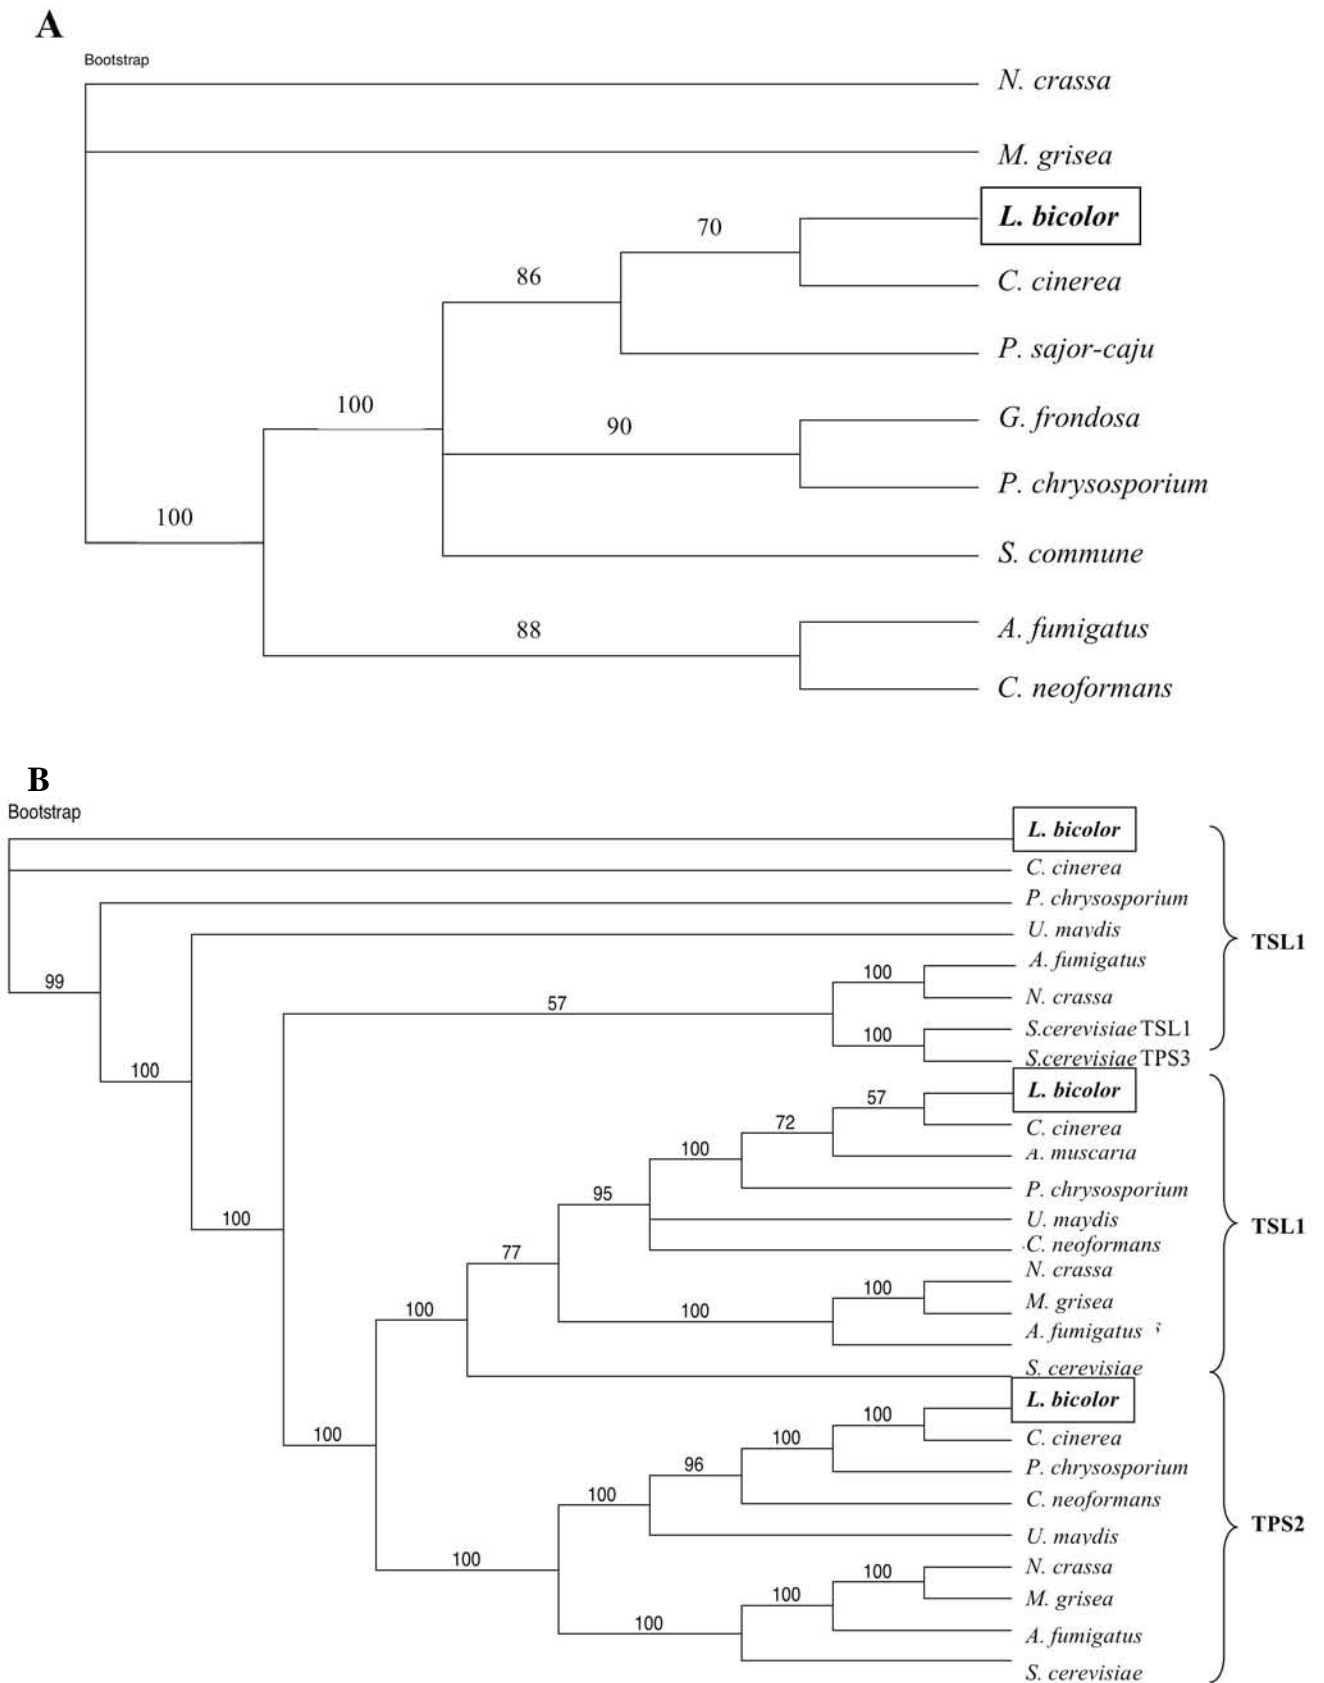 A
Bootstrap
N. crassa
M. grisea
L. bicolor
70
C. cinerea
86
P. sajor-caju
100
G. frondosa
90
P. chrysosporium
100
S. commune
A. fumigatus
88
C. neoformans
B
Bootstrap
L. bicolor
C. cinerea
P. chrysosporium
U. maydis
TSL1
A. fumigatus
100
99
N. crassa
57
S.cerevisiae TSL1
100
S.cerevisiae TPS3
100
L. bicolor
57
C. cinerea
72
A. muscaria
100
P. chrysosporium
95
U. maydis
TSL1
100
C. neoformans
77
N. crassa
100
M. grisea
100
100
A. fumigatus
S. cerevisiae
L. bicolor
100
C. cinerea
100
100
P. chrysosporium
96
C. neoformans
100
TPS2
U. maydis
100
N. crassa
100
M. grisea
100
A. fumigatus
100
S. cerevisiae